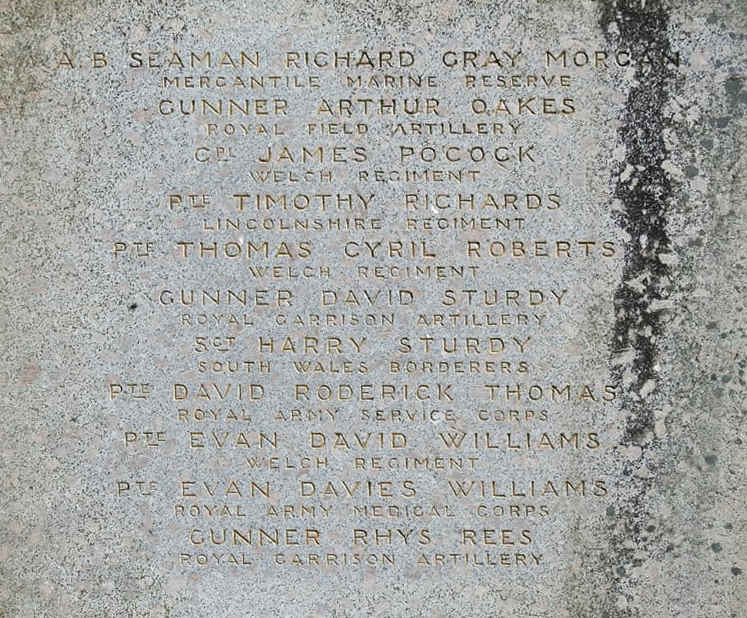 A.B. SEAMAN RICHARD GRAY MORGAN
MERCANTILE MARINE RESERVE
GUNNER ARTHUR OAKES
ROYAL FIELD ARTILLERY
CPL JAMES POCOCK
WELCH REGIMENT
PTE TIMOTHY RICHARDS
LINCOLNSHIRE REGIMENT
PTE THOMAS CYRIL ROBERTS
WELCH REGIMENT
GUNNER DAVID STURDY
ROYAL GARRISON ARTILLERY
SGT HARRY STURDY
SOUTH WALES BORDERERS
PTE DAVID RODERICK THOMAS
ROYAL ARMY SERVICE CORPS
PTE EVAN DAVID WILLIAMS
WELCH REGIMENT
PTE EVAN DAVIES WILLIAMS
ROYAL ARMY MEDICAL CORPS
GUNNER RHYS REES
ROYAL GARRISON ARTILLERY